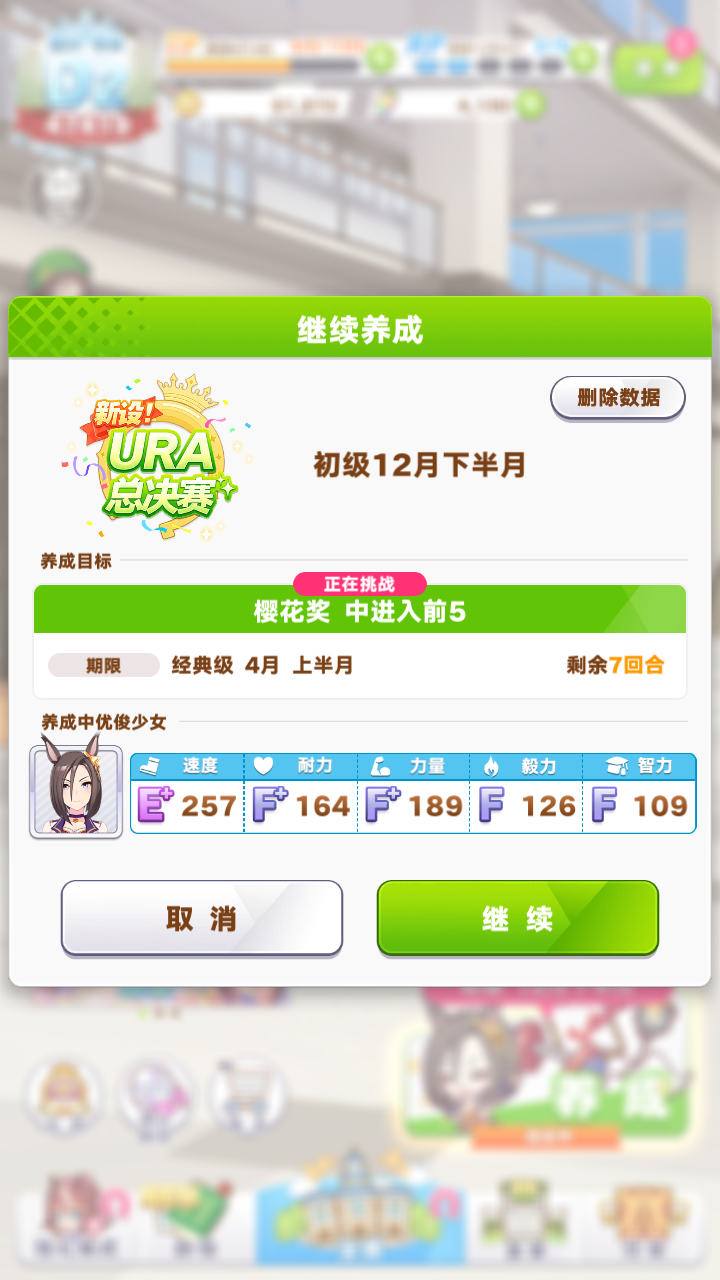 继续养成
删除数据
新设!
URA
总决赛
初级12月下半月
养成目标
正在挑战
樱花奖 中进入前5
期限 经典级 4月 上半月 剩余7回合
养成中优俊少女
速度 耐力 力量 毅力 智力
E+ 257 F+ 164 F+ 189 F 126 F 109
取消 继续
养成